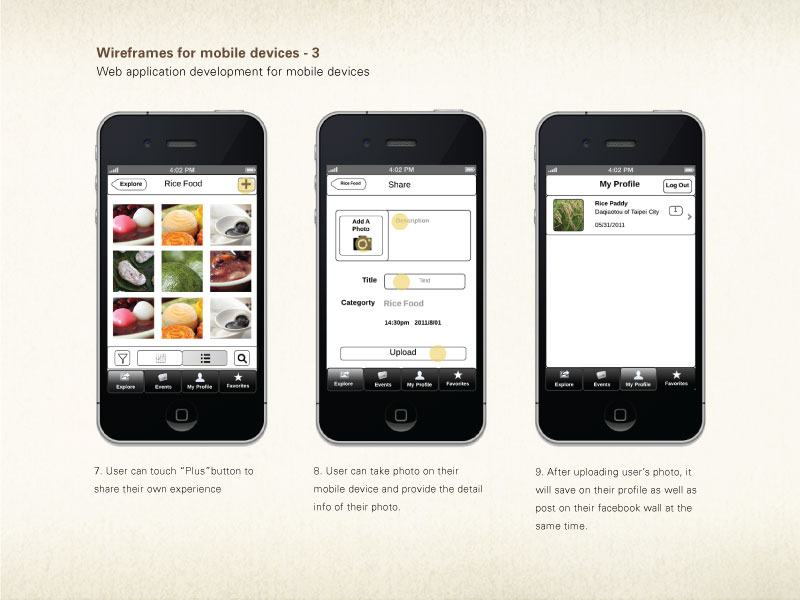 Wireframes for mobile devices - 3
Web application development for mobile devices
4:02 PM
Explore
Rice Food
Explore
Events
My Profile
Favorites
7. User can touch “Plus”button to
share their own experience
4:02 PM
Rice Food
Share
Add A
Photo
Description
Title
Text
Categorty
Rice Food
14:30pm 2011/8/01
Upload
Explore
Events
My Profile
Favorites
8. User can take photo on their
mobile device and provide the detail
info of their photo.
4:02 PM
My Profile
Log Out
Rice Paddy
Daqiaotou of Taipei City
1
05/31/2011
Explore
Events
My Profile
Favorites
9. After uploading user’s photo, it
will save on their profile as well as
post on their facebook wall at the
same time.